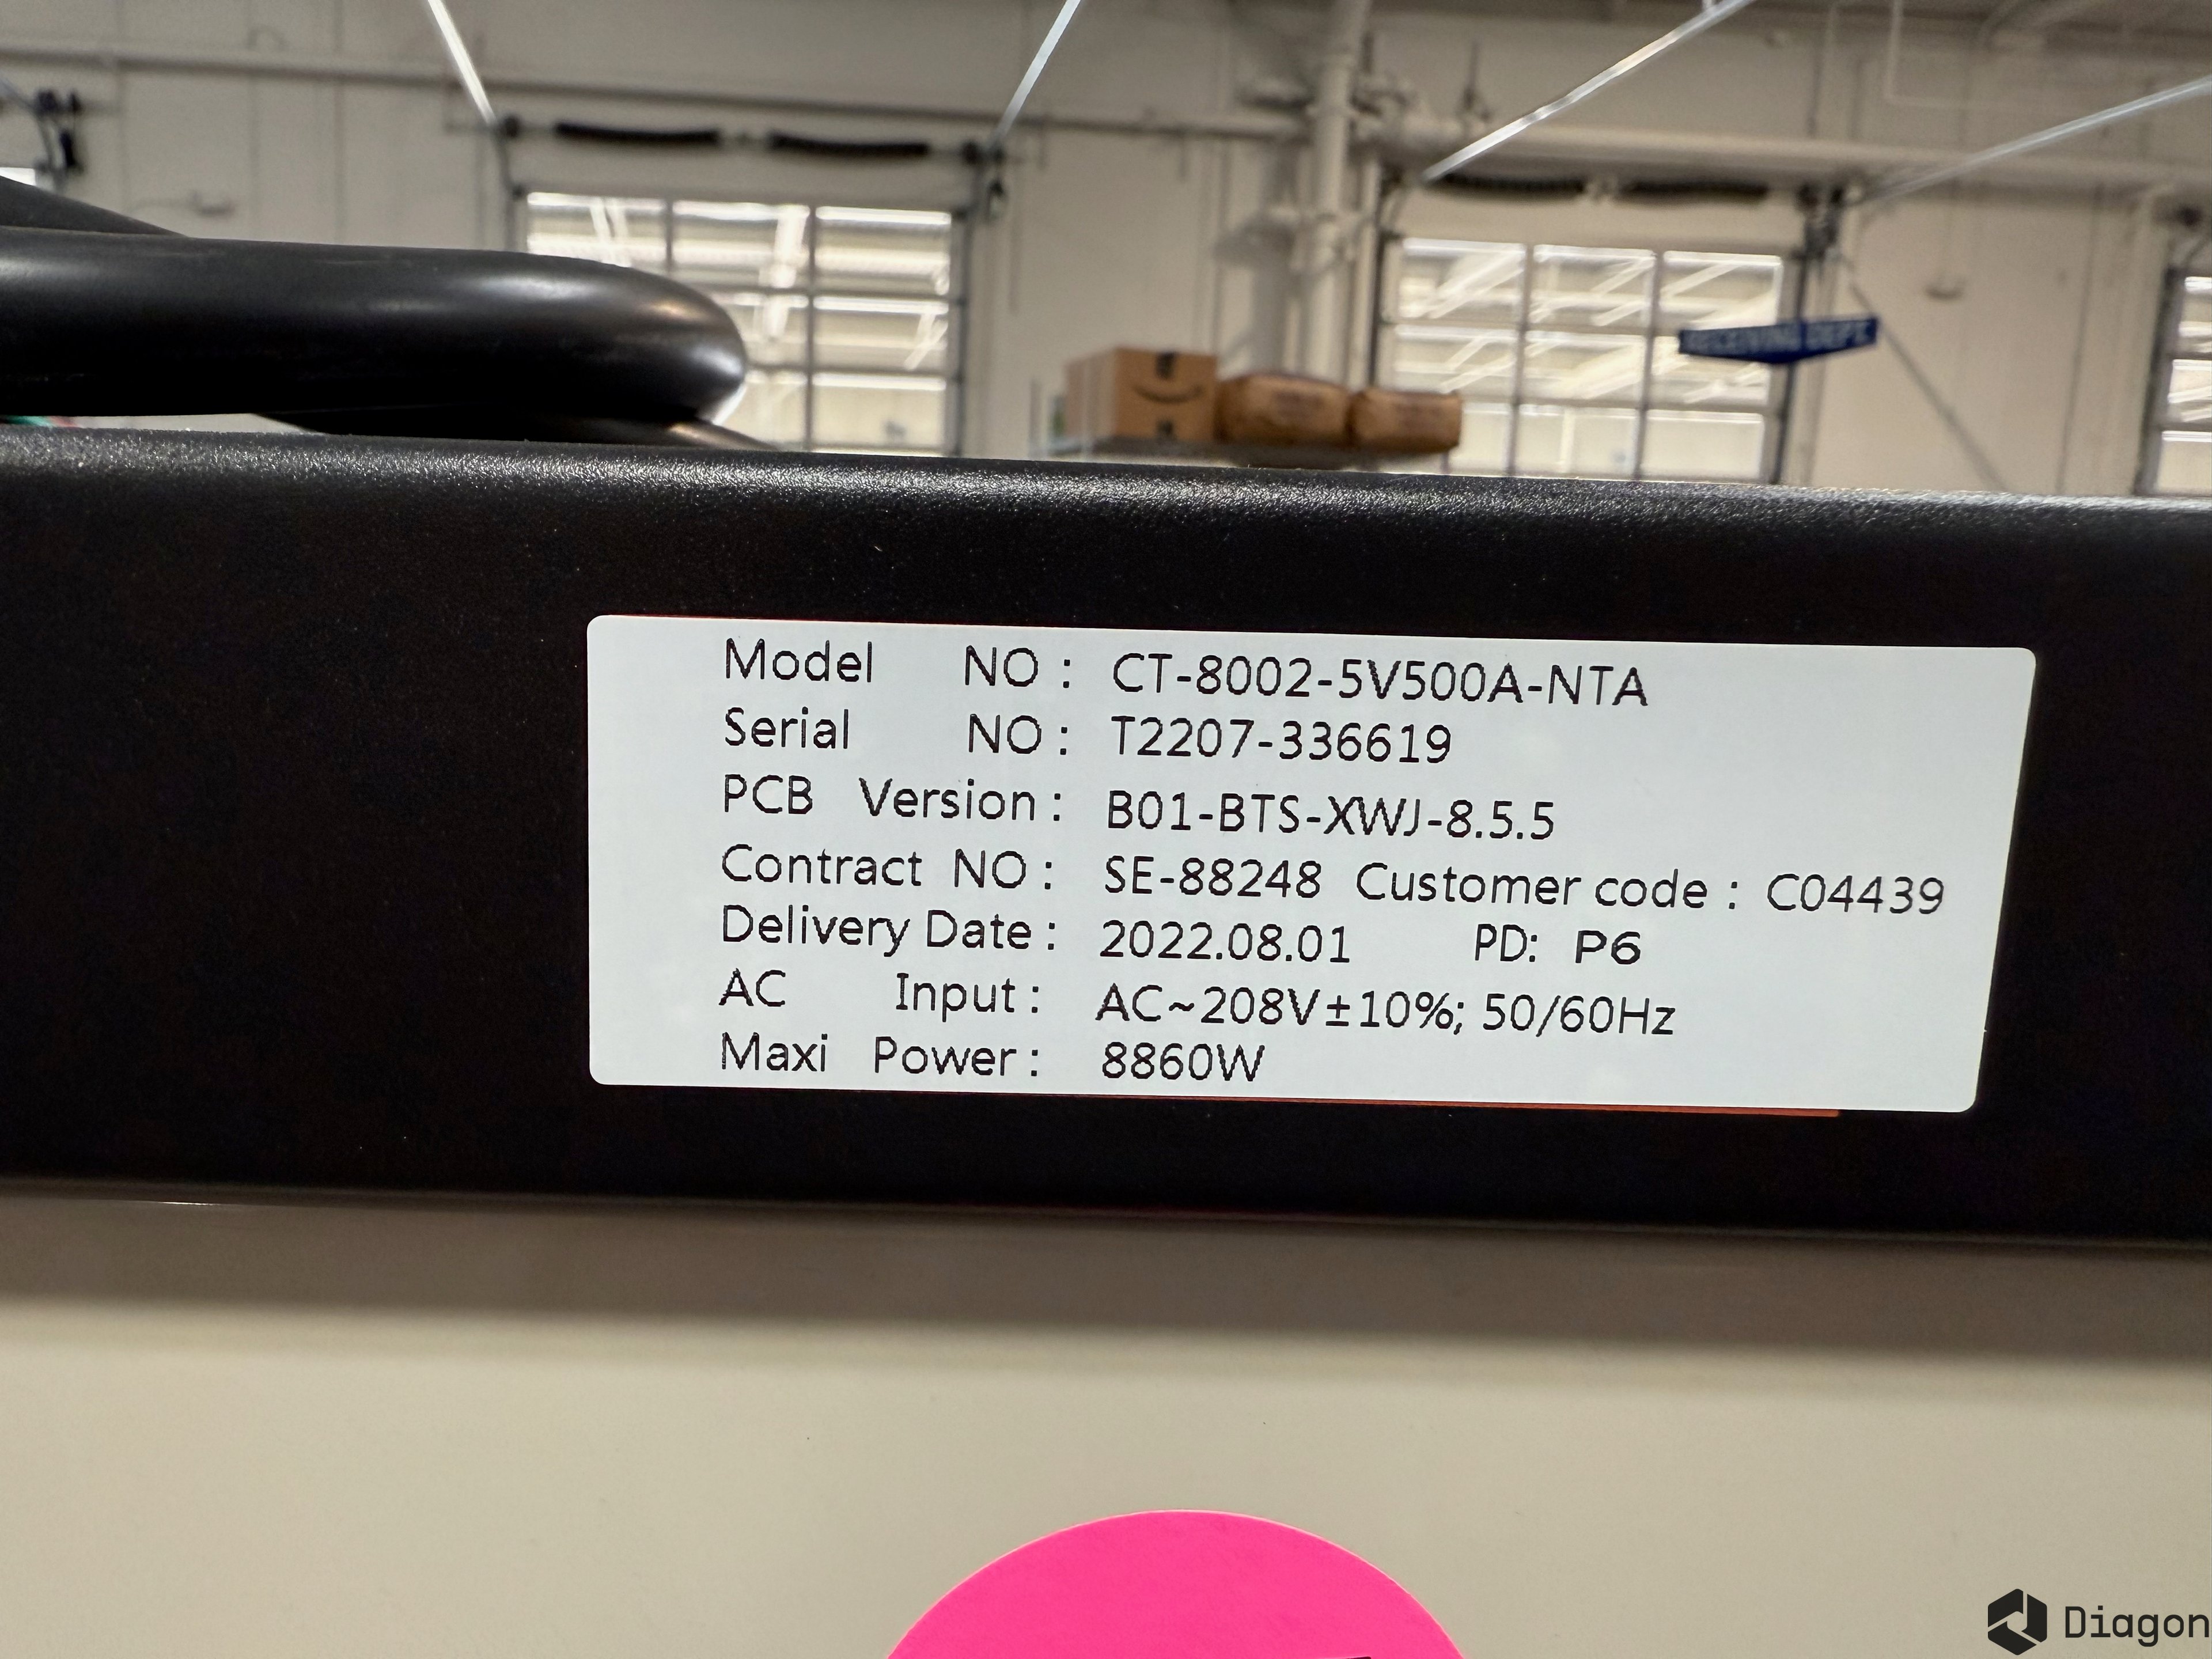 RECEIVING DEPT.
Model NO : CT-8002-5V500A-NTA
Serial NO : T2207-336619
PCB Version : B01-BTS-XWJ-8.5.5
Contract NO : SE-88248 Customer code : C04439
Delivery Date : 2022.08.01 PD: P6
AC Input : AC~208V±10%; 50/60Hz
Maxi Power : 8860W
Diagon